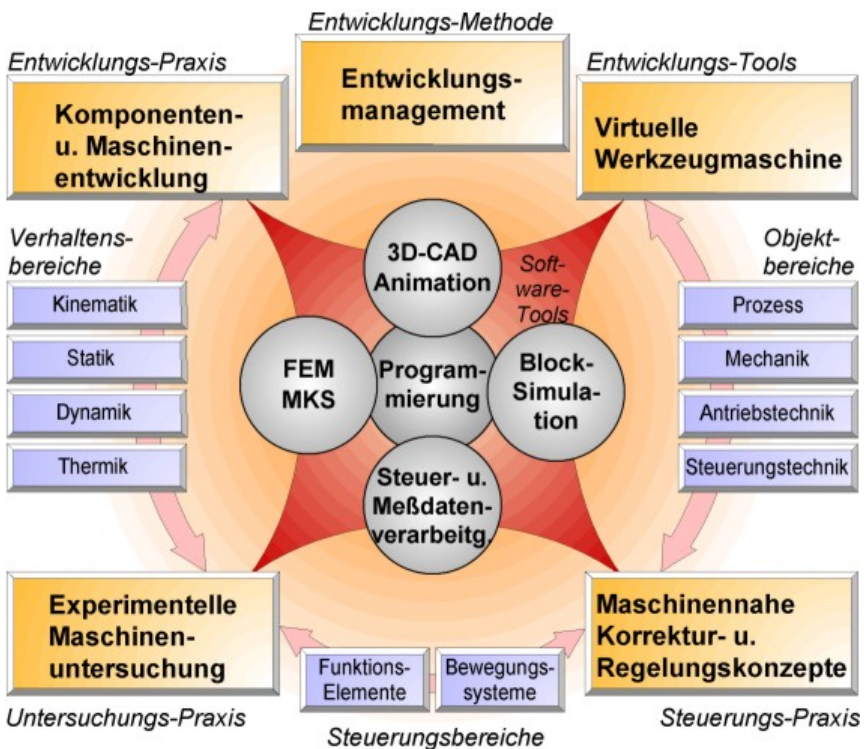 Entwicklungs-Methode
Entwicklungs-Praxis
Entwicklungs-Tools
Entwicklungs-
management
Komponenten-
u. Maschinen-
entwicklung
Virtuelle
Werkzeugmaschine
Verhaltens-
bereiche
Kinematik
Statik
Dynamik
Thermik
3D-CAD
Animation
Soft-
ware-
Tools
FEM
MKS
Program-
mierung
Block-
Simula-
tion
Steuer- u.
Meßdaten-
verarbeitg.
Objekt-
bereiche
Prozess
Mechanik
Antriebstechnik
Steuerungstechnik
Experimentelle
Maschinen-
untersuchung
Funktions-
Elemente
Bewegungs-
systeme
Maschinennahe
Korrektur- u.
Regelungskonzepte
Untersuchungs-Praxis
Steuerungsbereiche
Steuerungs-Praxis